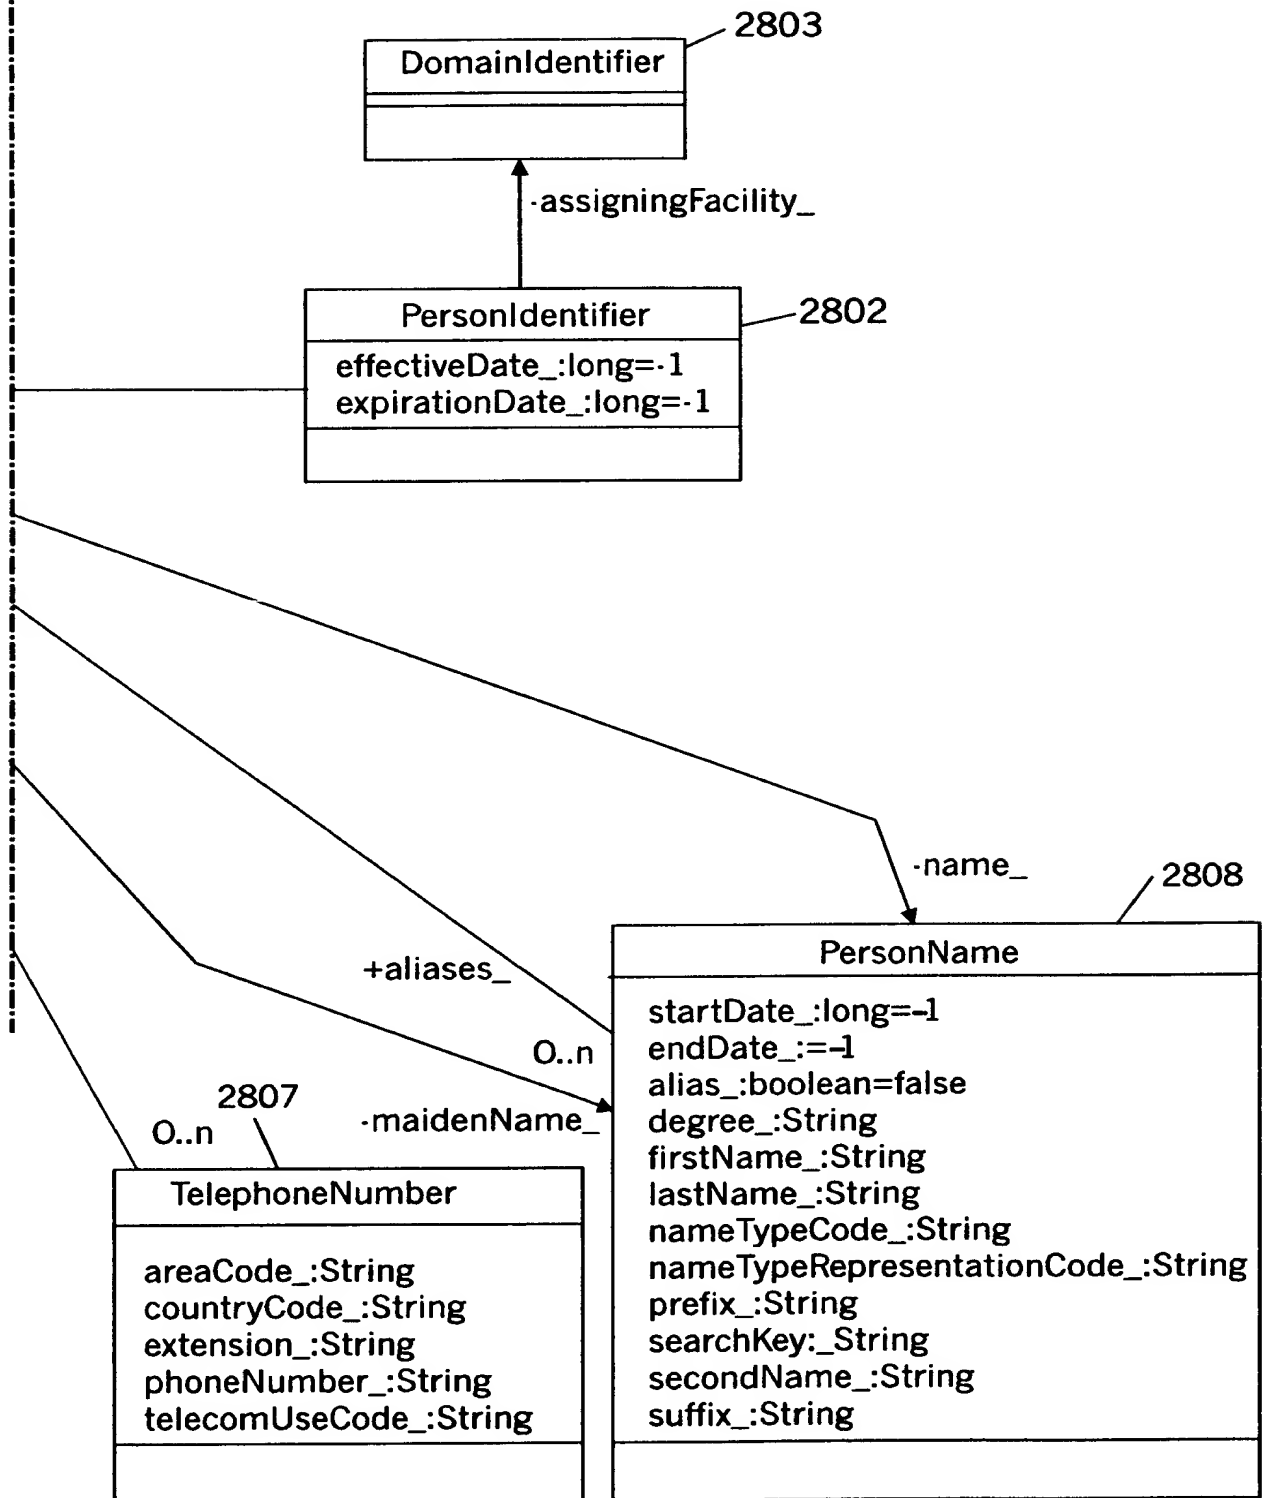 2803
DomainIdentifier
-assigningFacility_
PersonIdentifier
2802
effectiveDate_:long=-1
expirationDate_:long=-1
-name_
2808
PersonName
+aliases_
startDate_:long=-1
endDate_:=-1
0..n
alias_:boolean=false
2807
-maidenName_
degree_:String
0..n
firstName_:String
TelephoneNumber
lastName_:String
nameTypeCode_:String
areaCode_:String
nameTypeRepresentationCode_:String
countryCode_:String
prefix_:String
extension_:String
searchKey:_String
phoneNumber_:String
secondName_:String
telecomUseCode_:String
suffix_:String